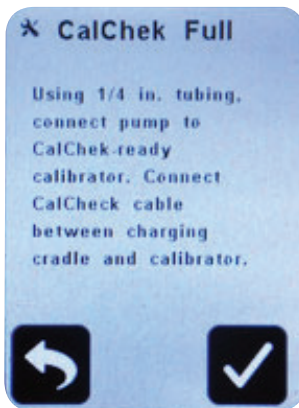 CalChek Full
Using 1/4 in. tubing,
connect pump to
CalChek-ready
calibrator. Connect
CalCheck cable
between charging
cradle and calibrator.